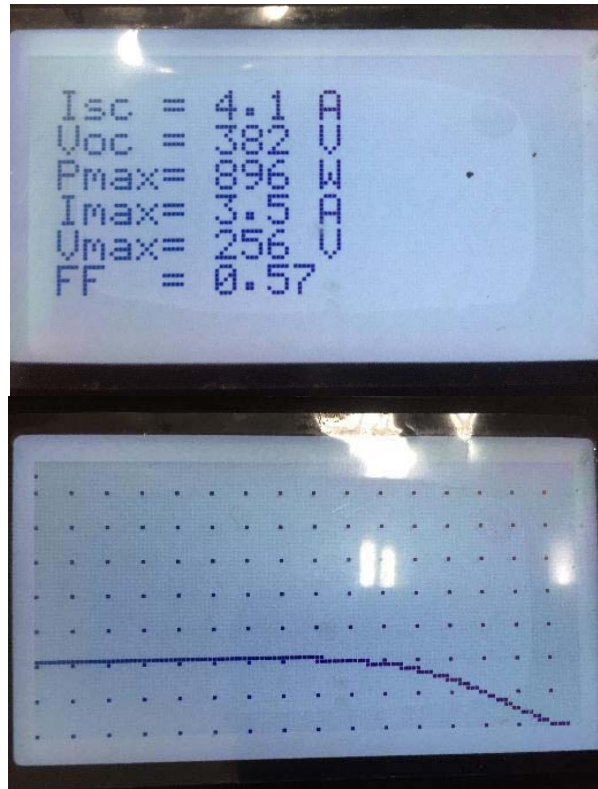 Isc = 4.1 A
Voc = 382 V
Pmax= 896 W
Imax= 3.5 A
Vmax= 256 V
FF = 0.57